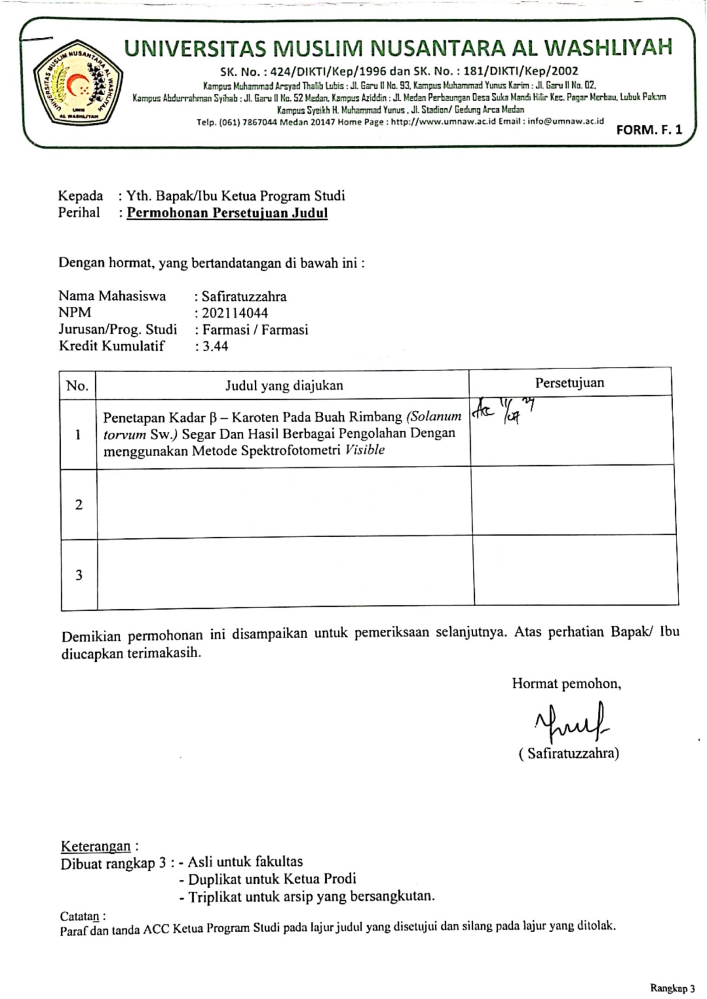 UNIVERSITAS MUSLIM NUSANTARA AL WASHLIYAH
SK. No. : 424/DIKTI/Kep/1996 dan SK. No. : 181/DIKTI/Kep/2002
Kampus Muhammad Arsyad Thalib Lubis : Jl. Garu II No. 93, Kampus Muhammad Yunus Karim : Jl. Garu II No. 02,
Kampus Abdurrahman Syihab : Jl. Garu II No. 52 Medan, Kampus Aziddin : Jl. Medan Perbaungan Desa Suka Mandi Hilir Kec. Pagar Merbau, Lubuk Pakam
Kampus Syeikh H. Muhammad Yunus , Jl. Stadion/ Gedung Arca Medan
Telp. (061) 7867044 Medan 20147 Home Page : http://www.umnaw.ac.id Email : info@umnaw.ac.id
FORM. F. 1
UNIVERSITAS MUSLIM NUSANTARA AL WASHLIYAH
UMN
AL WASHLIYAH
Kepada : Yth. Bapak/Ibu Ketua Program Studi
Perihal : Permohonan Persetujuan Judul
Dengan hormat, yang bertandatangan di bawah ini :
Nama Mahasiswa : Safiratuzzahra
NPM : 202114044
Jurusan/Prog. Studi : Farmasi / Farmasi
Kredit Kumulatif : 3.44
No. Judul yang diajukan Persetujuan
Acc 11/07 24
Penetapan Kadar β – Karoten Pada Buah Rimbang (Solanum
1 torvum Sw.) Segar Dan Hasil Berbagai Pengolahan Dengan
menggunakan Metode Spektrofotometri Visible
2
3
Demikian permohonan ini disampaikan untuk pemeriksaan selanjutnya. Atas perhatian Bapak/ Ibu
diucapkan terimakasih.
Hormat pemohon,
( Safiratuzzahra)
Keterangan :
Dibuat rangkap 3 : - Asli untuk fakultas
- Duplikat untuk Ketua Prodi
- Triplikat untuk arsip yang bersangkutan.
Catatan :
Paraf dan tanda ACC Ketua Program Studi pada lajur judul yang disetujui dan silang pada lajur yang ditolak.
Rangkap 3